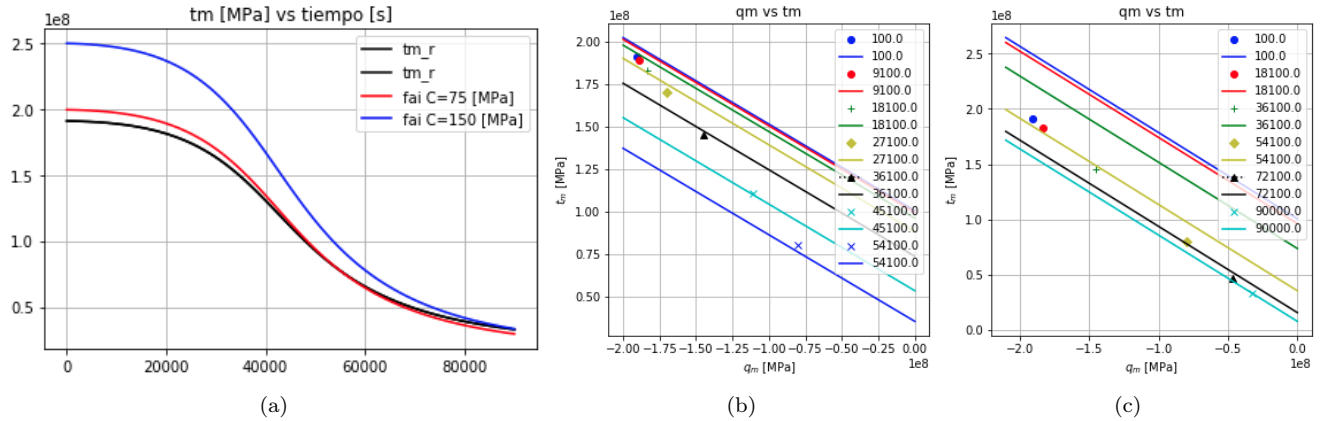 tm [MPa] vs tiempo [s]
1e8
2.5
2.0
1.5
1.0
0.5
0
20000
40000
60000
80000
tm_r
tm_r
fai C=75 [MPa]
fai C=150 [MPa]
(a)
qm vs tm
1e8
2.00
1.75
1.50
1.25
1.00
0.75
0.50
tₘ [MPa]
−2.00 −1.75 −1.50 −1.25 −1.00 −0.75 −0.50 −0.25 0.00
1e8
qₘ [MPa]
100.0
100.0
9100.0
9100.0
18100.0
18100.0
27100.0
27100.0
36100.0
36100.0
45100.0
45100.0
54100.0
54100.0
(b)
qm vs tm
1e8
2.5
2.0
1.5
1.0
0.5
0.0
tₘ [MPa]
−2.0 −1.5 −1.0 −0.5 0.0
1e8
qₘ [MPa]
100.0
100.0
18100.0
18100.0
36100.0
36100.0
54100.0
54100.0
72100.0
72100.0
90000.0
90000.0
(c)